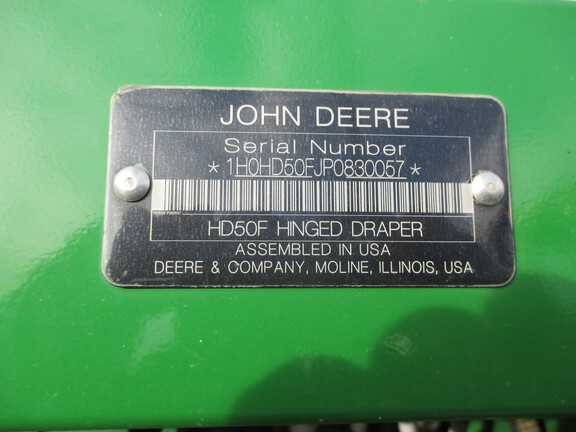 JOHN DEERE
Serial Number
*1H0HD50FJP0830057*
HD50F HINGED DRAPER
ASSEMBLED IN USA
DEERE & COMPANY, MOLINE, ILLINOIS, USA